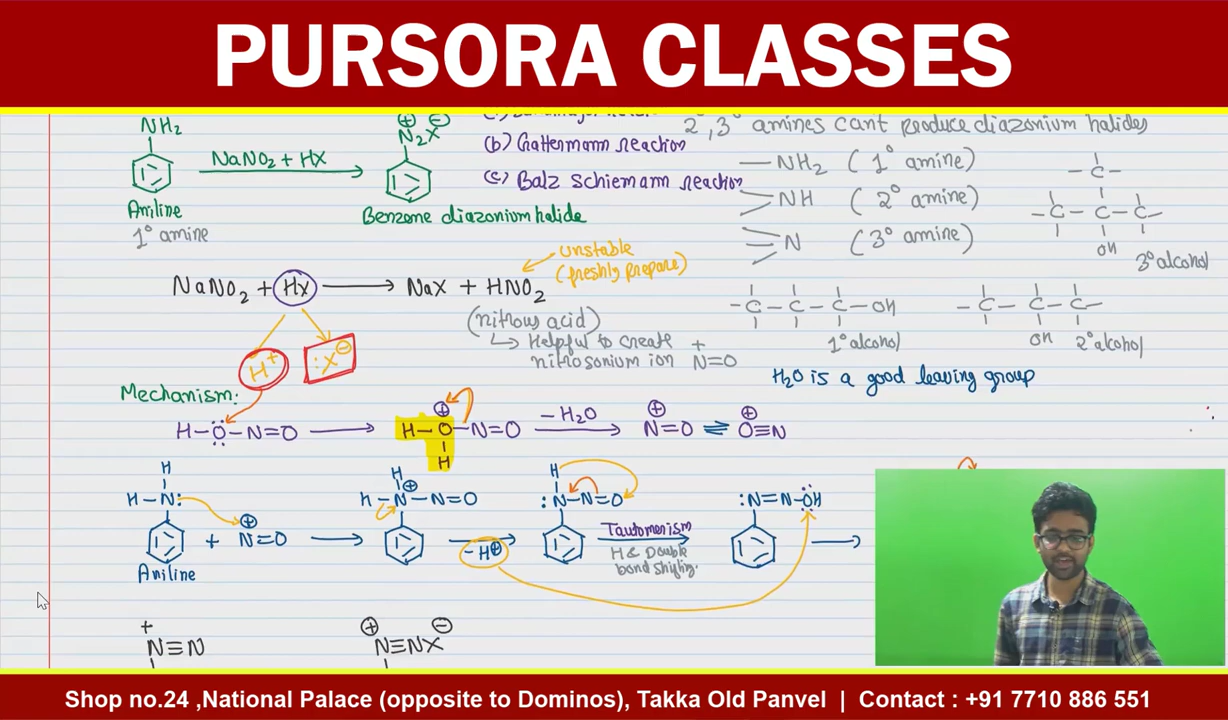 PURSORA CLASSES
NH2
NaNO2 + HX
Aniline
1° amine
⊕ ⊖
N2X
Benzene diazonium halide
(b) Gattermann reaction
(c) Balz Schiemann reaction
2°, 3° amines cant produce diazonium halides
—NH2 (1° amine)
NH (2° amine)
N (3° amine)
—C—
—C—C—C—
OH
3° alcohol
NaNO2 + HX → NaX + HNO2
Unstable
(freshly prepare)
(nitrous acid)
↳ Helpful to create
nitrosonium ion
+
N=O
—C—C—C—OH
1° alcohol
—C—C—C—
OH
2° alcohol
H+
:X⊖
H2O is a good leaving group
Mechanism:
H—O—N=O → H—O—N=O
⊕
H
—H2O
⊕
N=O ⇌ O≡N
⊕
H
H—N:
+
⊕
N=O
Aniline
H
H—N—N=O
⊕
—H⊕
H
:N—N=O
Tautomerism
H & Double
bond shifting.
:N=N—OH
+
N≡N
⊕ ⊖
N≡NX
Shop no.24 ,National Palace (opposite to Dominos), Takka Old Panvel | Contact : +91 7710 886 551